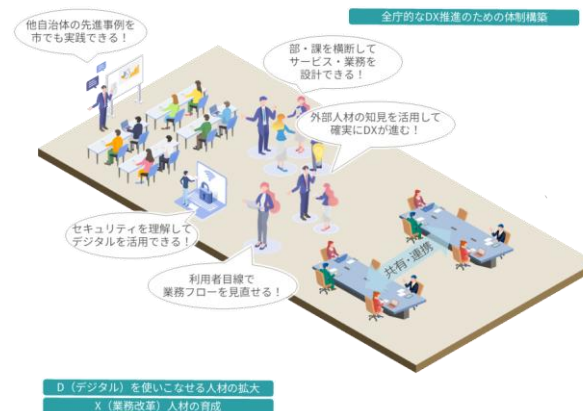 全庁的なDX推進のための体制構築
他自治体の先進事例を
市でも実践できる！
部・課を横断して
サービス・業務を
設計できる！
外部人材の知見を活用して
確実にDXが進む！
セキュリティを理解して
デジタルを活用できる！
利用者目線で
業務フローを見直せる！
共有・連携
D（デジタル）を使いこなせる人材の拡大
X（業務改革）人材の育成